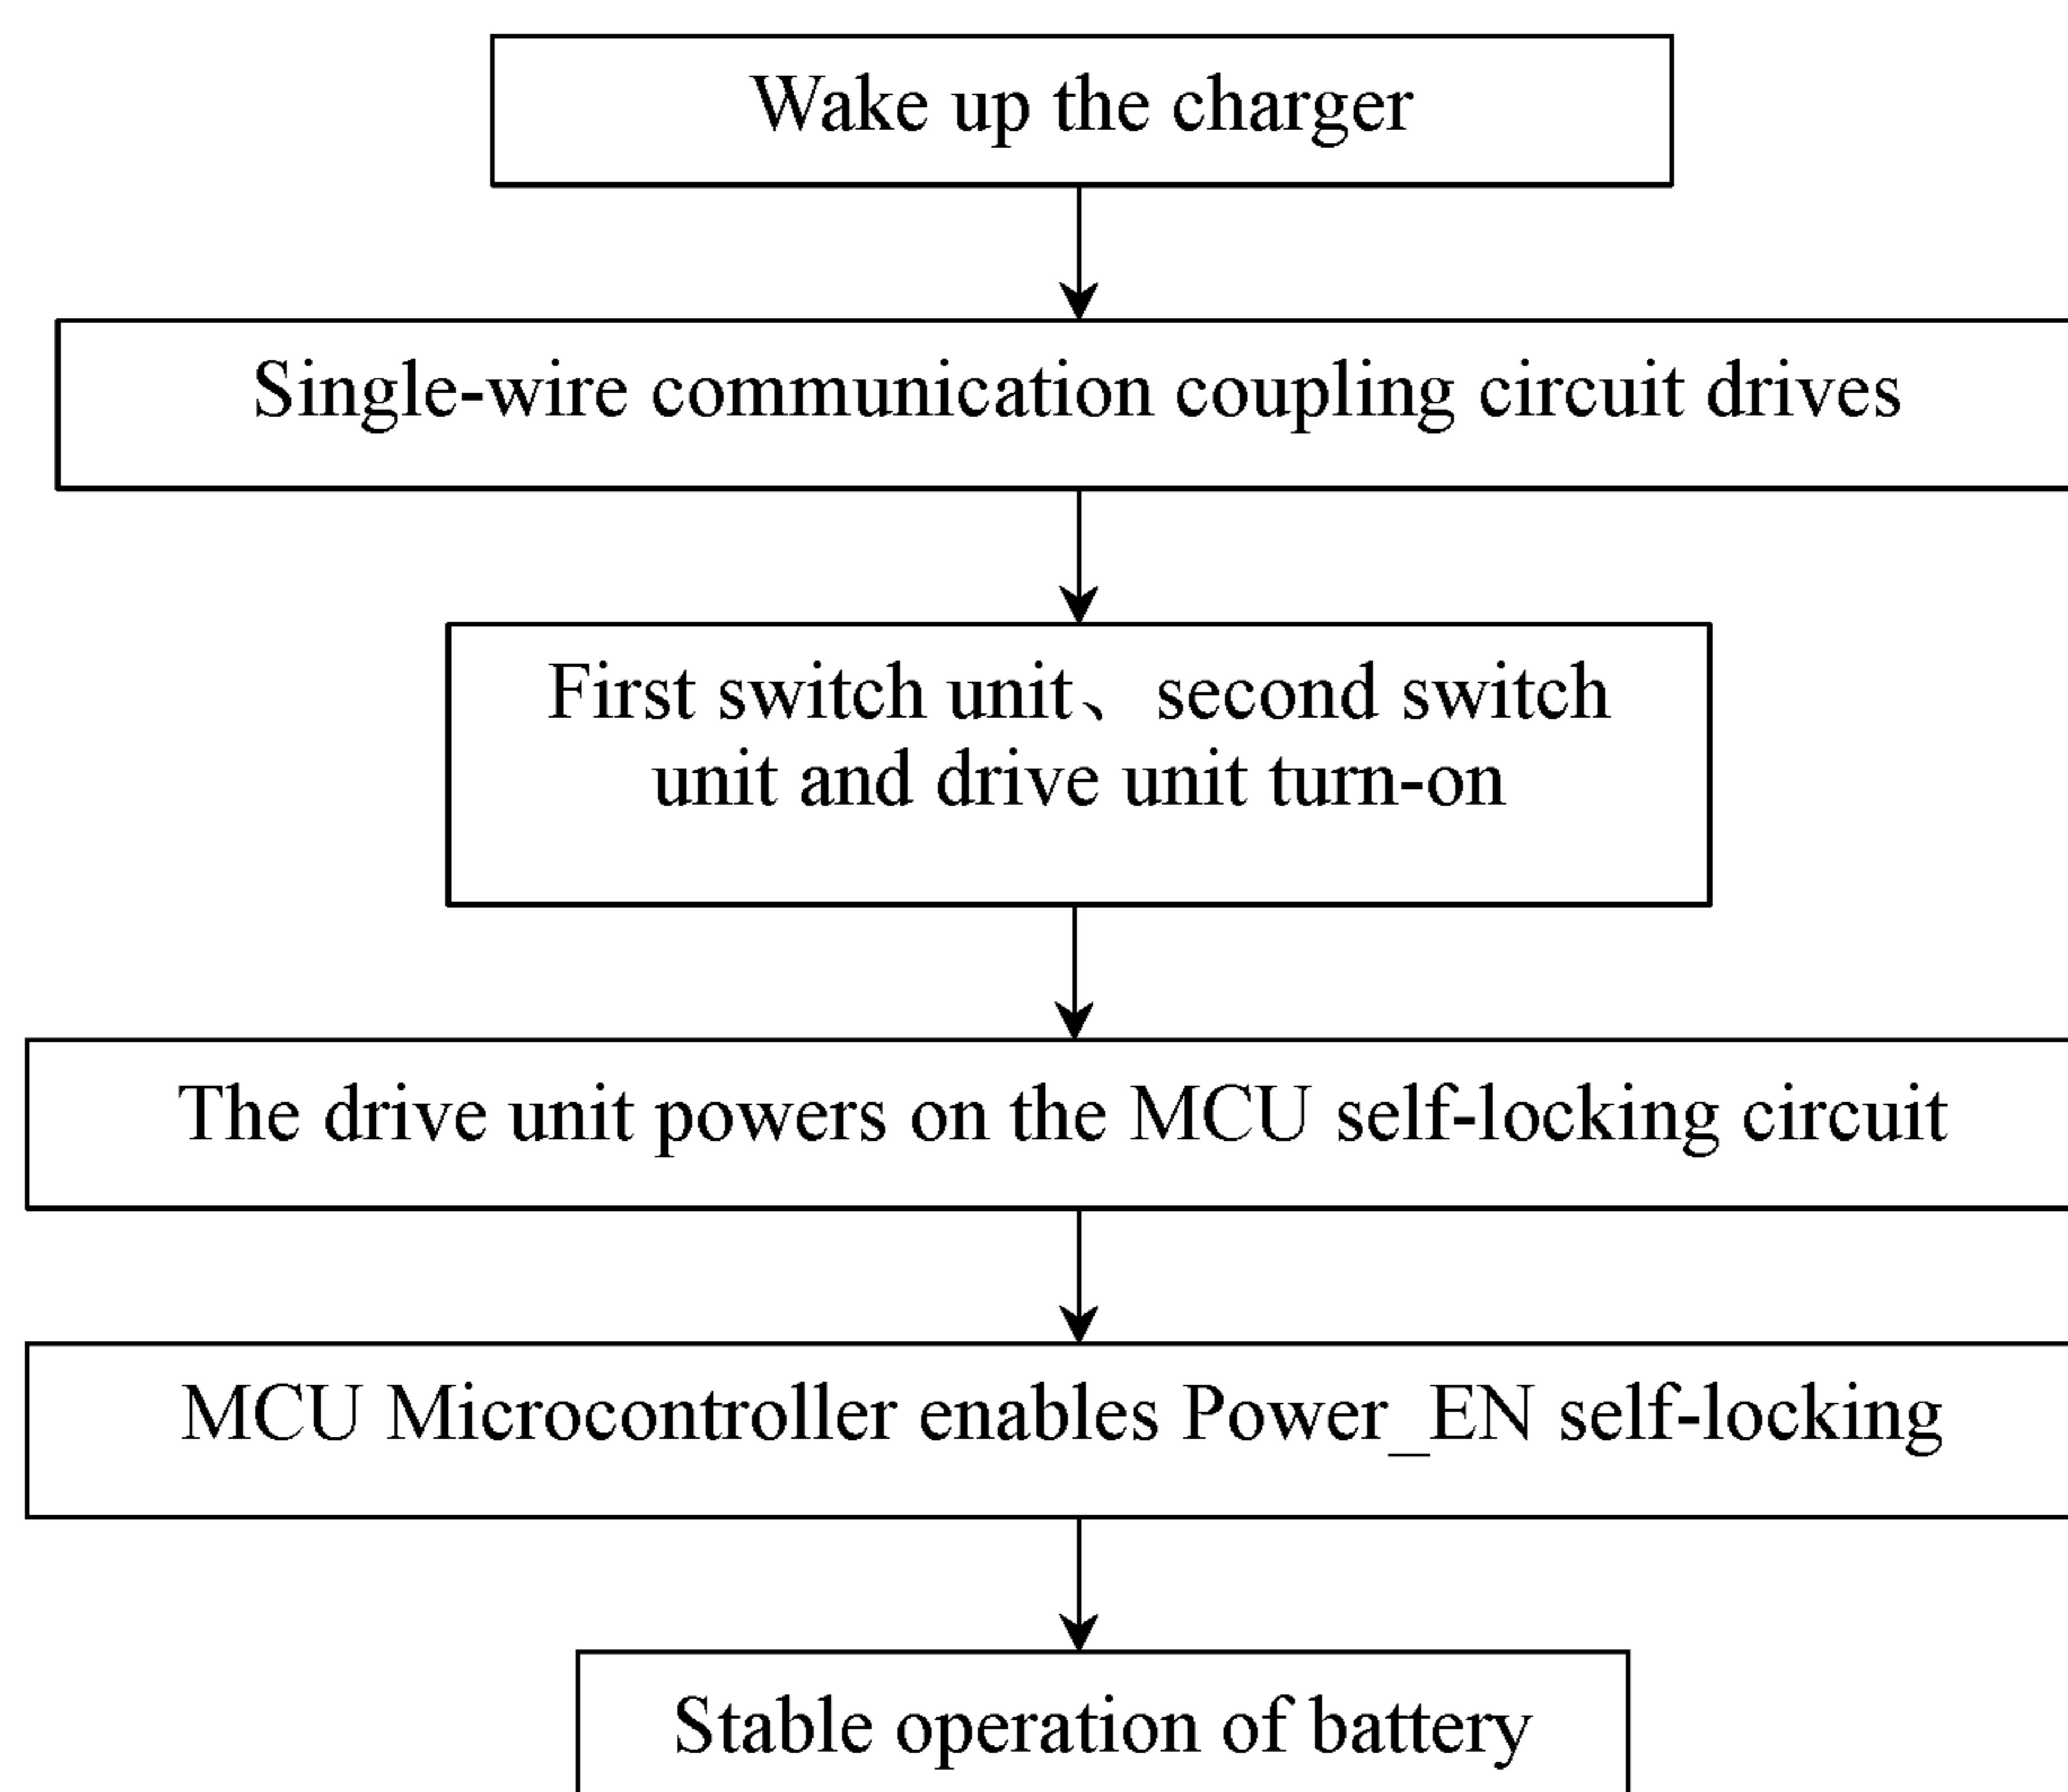 Wake up the charger
Single-wire communication coupling circuit drives
First switch unit、second switch
unit and drive unit turn-on
The drive unit powers on the MCU self-locking circuit
MCU Microcontroller enables Power_EN self-locking
Stable operation of battery